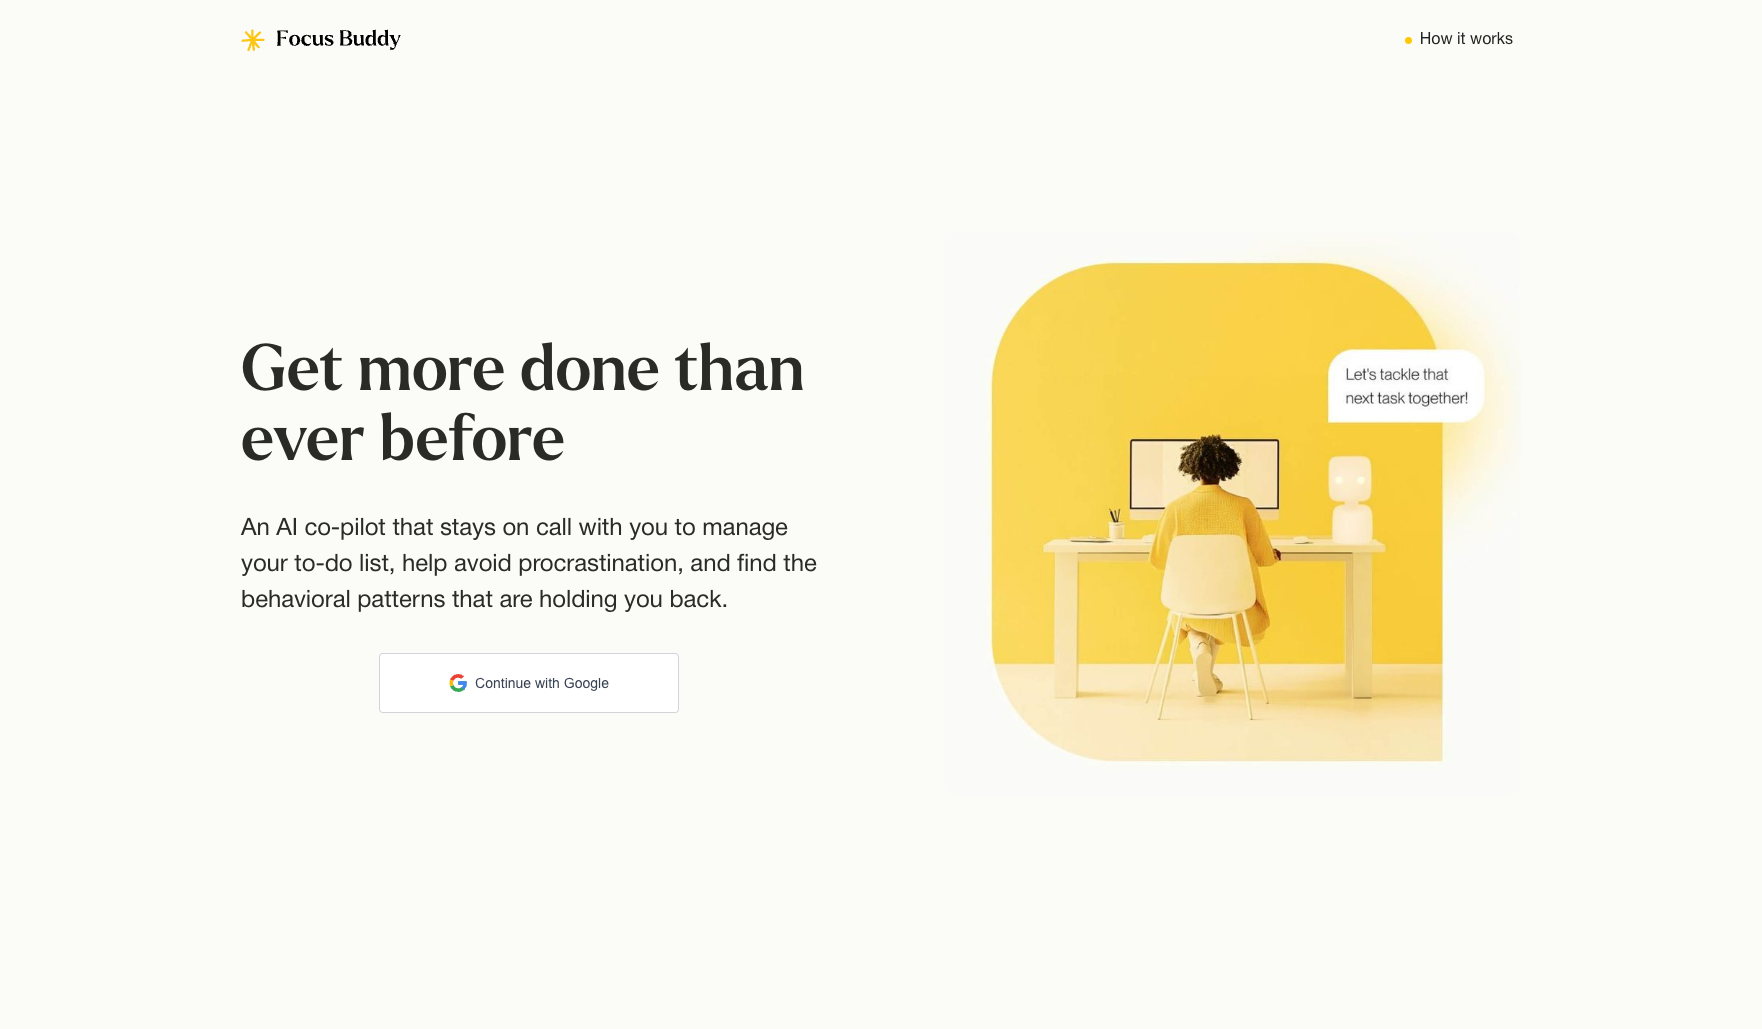 Focus Buddy
How it works
Get more done than
ever before
An AI co-pilot that stays on call with you to manage
your to-do list, help avoid procrastination, and find the
behavioral patterns that are holding you back.
Continue with Google
Let's tackle that
next task together!